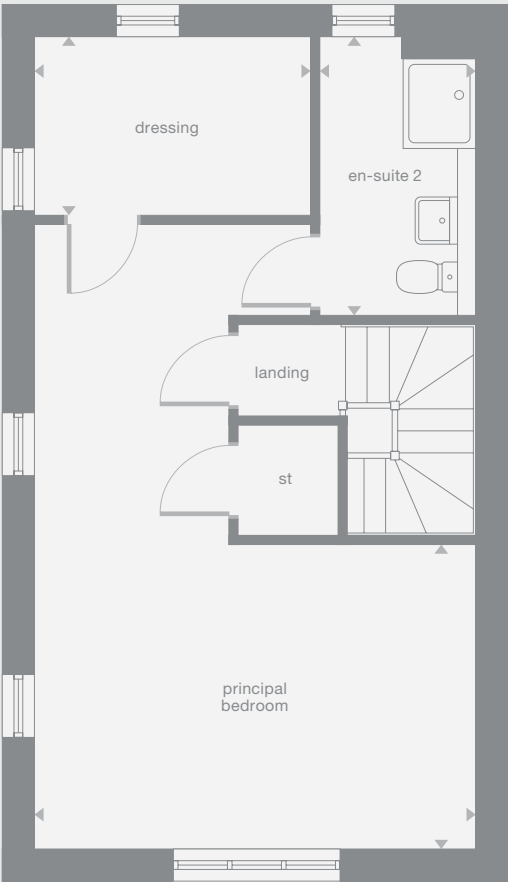 dressing
en-suite 2
landing
st
principal
bedroom